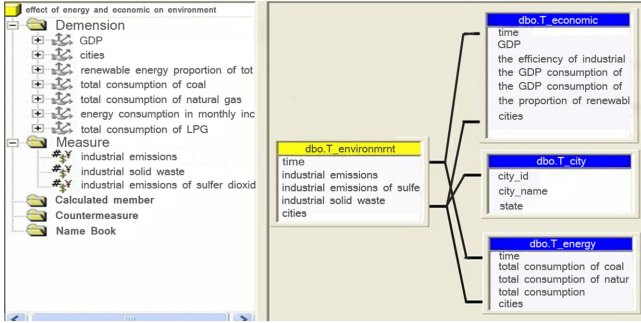 effect of energy and economic on environment
Demension
GDP
cities
renewable energy proportion of tot
total consumption of coal
total consumption of natural gas
energy consumption in monthly inc
total consumption of LPG
Measure
industrial emissions
industrial solid waste
industrial emissions of sulfer dioxid
Calculated member
Countermeasure
Name Book
dbo.T_environmrnt
time
industrial emissions
industrial emissions of sulfe
industrial solid waste
cities
dbo.T_economic
time
GDP
the efficiency of industrial
the GDP consumption of
the GDP consumption of
the proportion of renewabl
cities
dbo.T_city
city_id
city_name
state
dbo.T_energy
time
total consumption of coal
total consumption of natur
total consumption
cities